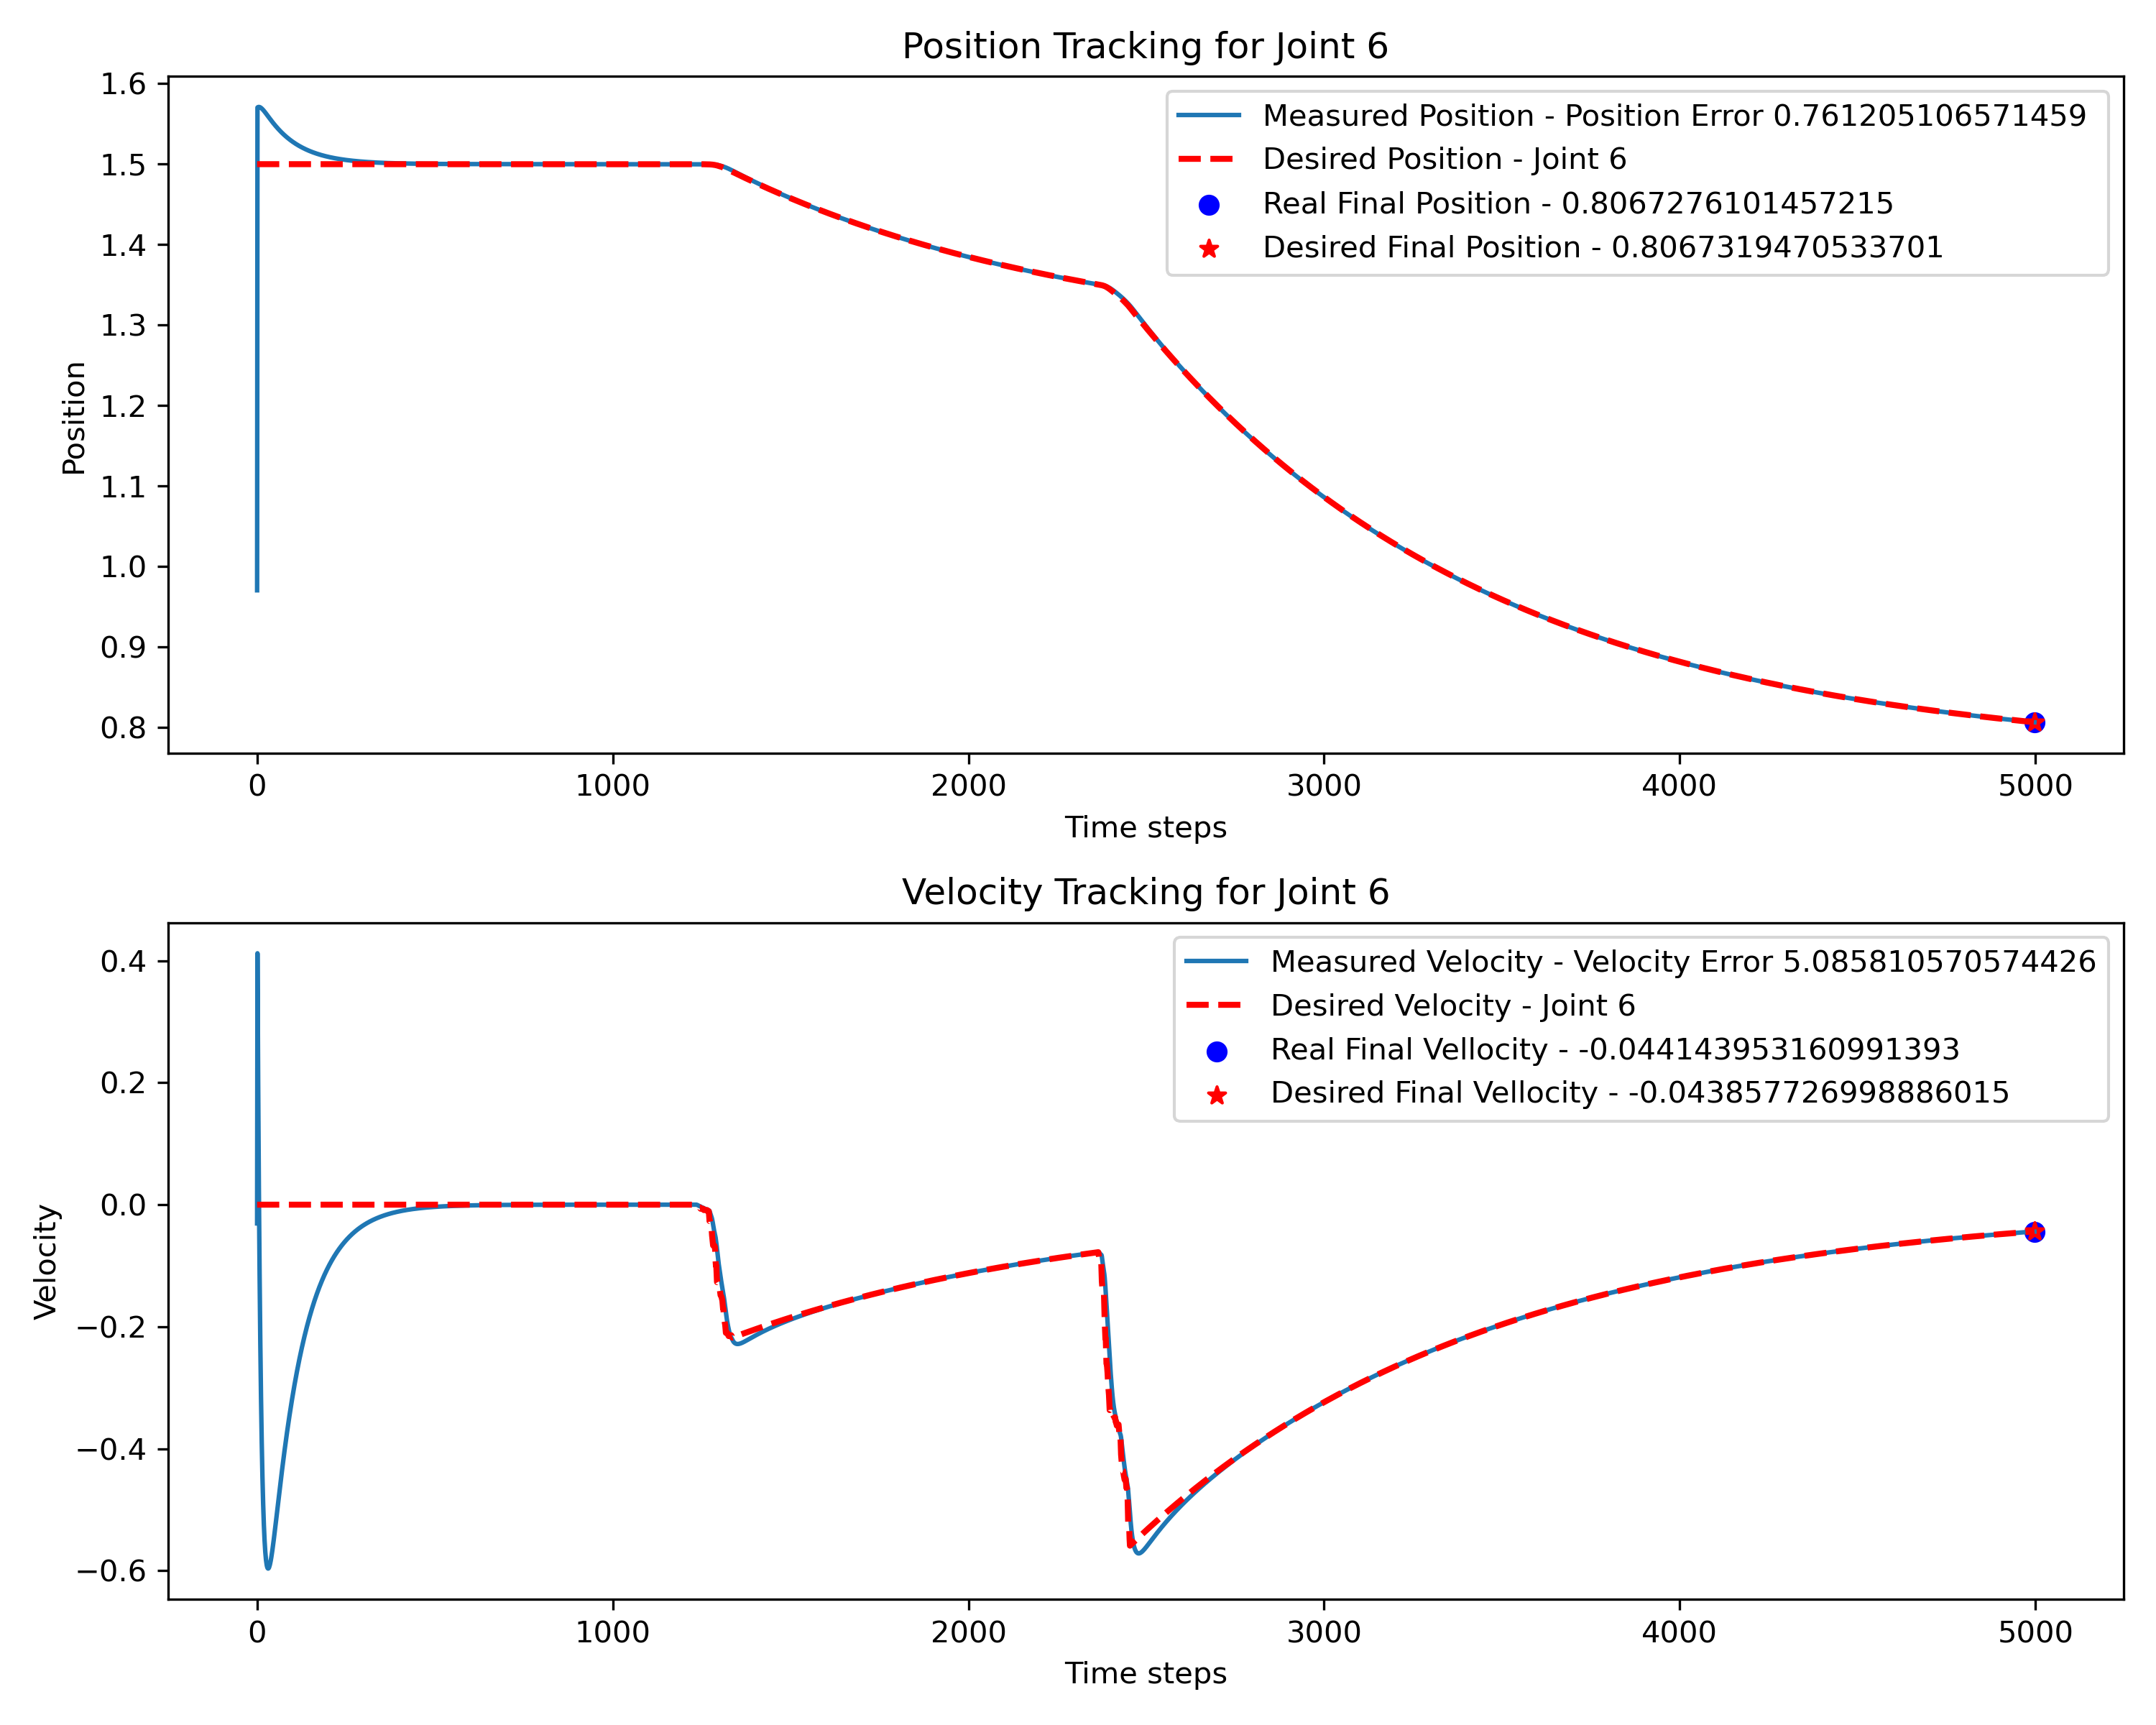 Position Tracking for Joint 6
1.6
1.5
1.4
1.3
1.2
1.1
1.0
0.9
0.8
Position
Measured Position - Position Error 0.761205106571459
Desired Position - Joint 6
Real Final Position - 0.8067276101457215
Desired Final Position - 0.8067319470533701
0 1000 2000 3000 4000 5000
Time steps
Velocity Tracking for Joint 6
0.4
0.2
0.0
−0.2
−0.4
−0.6
Velocity
Measured Velocity - Velocity Error 5.085810570574426
Desired Velocity - Joint 6
Real Final Vellocity - -0.044143953160991393
Desired Final Vellocity - -0.043857726998886015
0 1000 2000 3000 4000 5000
Time steps